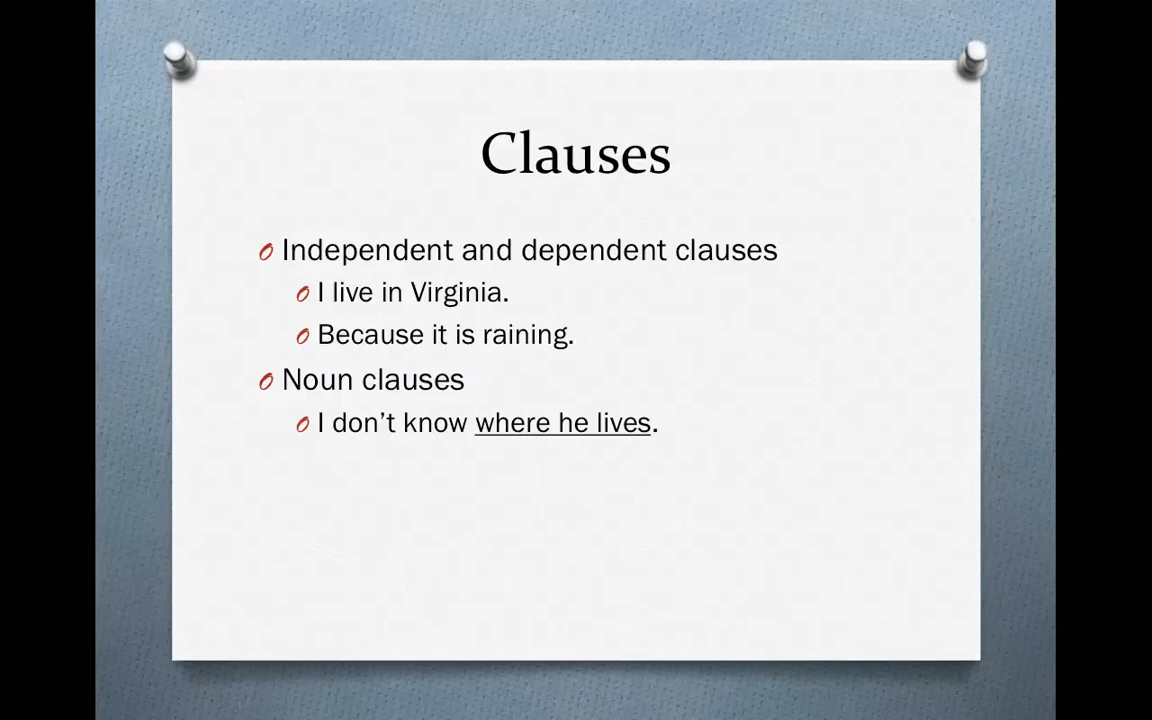 Clauses
Independent and dependent clauses
I live in Virginia.
Because it is raining.
Noun clauses
I don’t know where he lives.